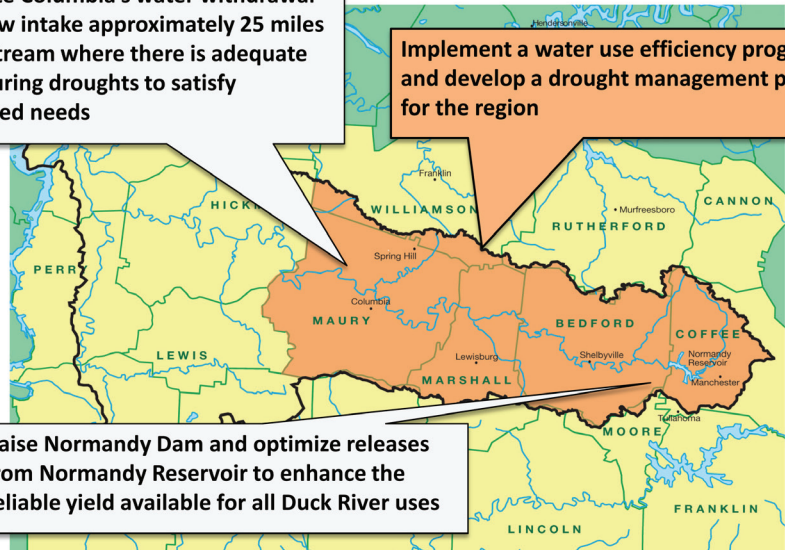 e Columbia's water withdrawal
w intake approximately 25 miles
tream where there is adequate
uring droughts to satisfy
ed needs
Implement a water use efficiency prog
and develop a drought management p
for the region
Hendersonville
Franklin
HICK
WILLIAMSON
Murfreesboro
CANNON
RUTHERFORD
Spring Hill
PERR
Columbia
MAURY
BEDFORD
COFFEE
LEWIS
Lewisburg
Shelbyville
Normandy
Reservoir
MARSHALL
Manchester
Tullahoma
MOORE
aise Normandy Dam and optimize releases
rom Normandy Reservoir to enhance the
eliable yield available for all Duck River uses
FRANKLIN
LINCOLN